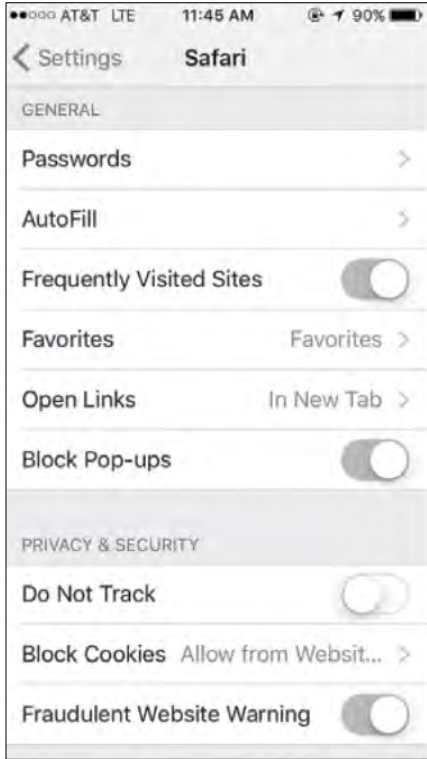 AT&T LTE 11:45 AM 90%
Settings Safari
GENERAL
Passwords
AutoFill
Frequently Visited Sites
Favorites Favorites
Open Links In New Tab
Block Pop-ups
PRIVACY & SECURITY
Do Not Track
Block Cookies Allow from Websit...
Fraudulent Website Warning